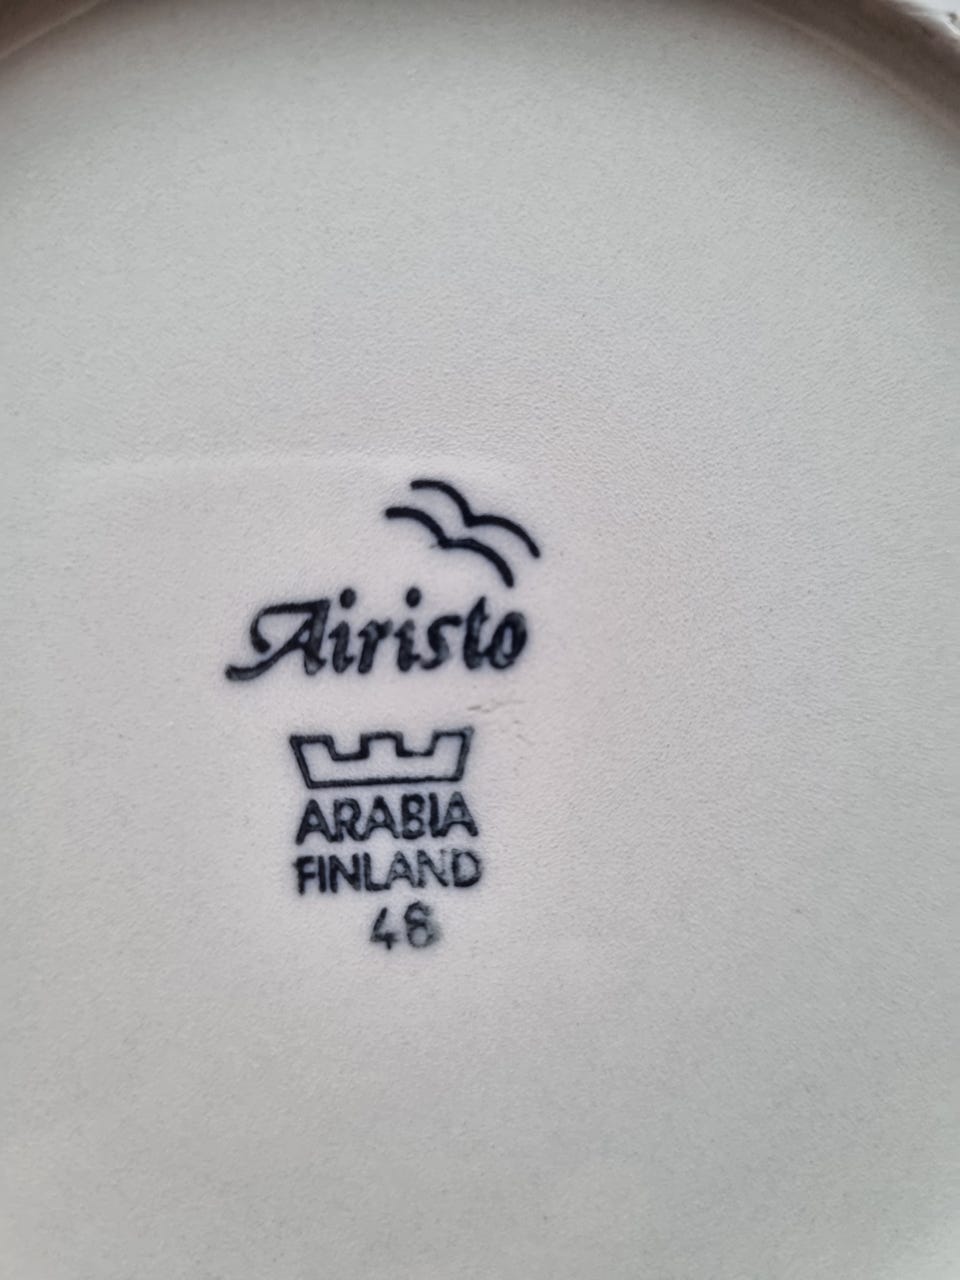 Airisto
ARABIA
FINLAND
48